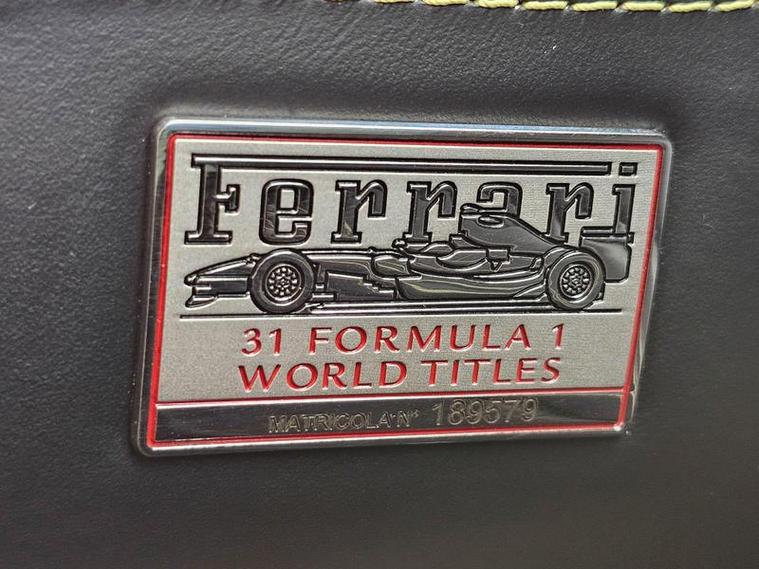 Ferrari
31 FORMULA 1
WORLD TITLES
MATRICOLA N° 189579